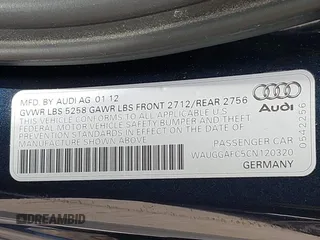 MFD. BY AUDI AG 01 12
GVWR LBS 5258 GAWR LBS FRONT 2712/REAR 2756
THIS VEHICLE CONFORMS TO ALL APPLICABLE U.S.
FEDERAL MOTOR VEHICLE SAFETY BUMPER AND THEFT
PREVENTION STANDARDS IN EFFECT ON THE DATE OF
MANUFACTURE SHOWN ABOVE.
PASSENGER CAR
WAUGGAFC5CN120320
GERMANY
Audi
0542256
DREAMBID